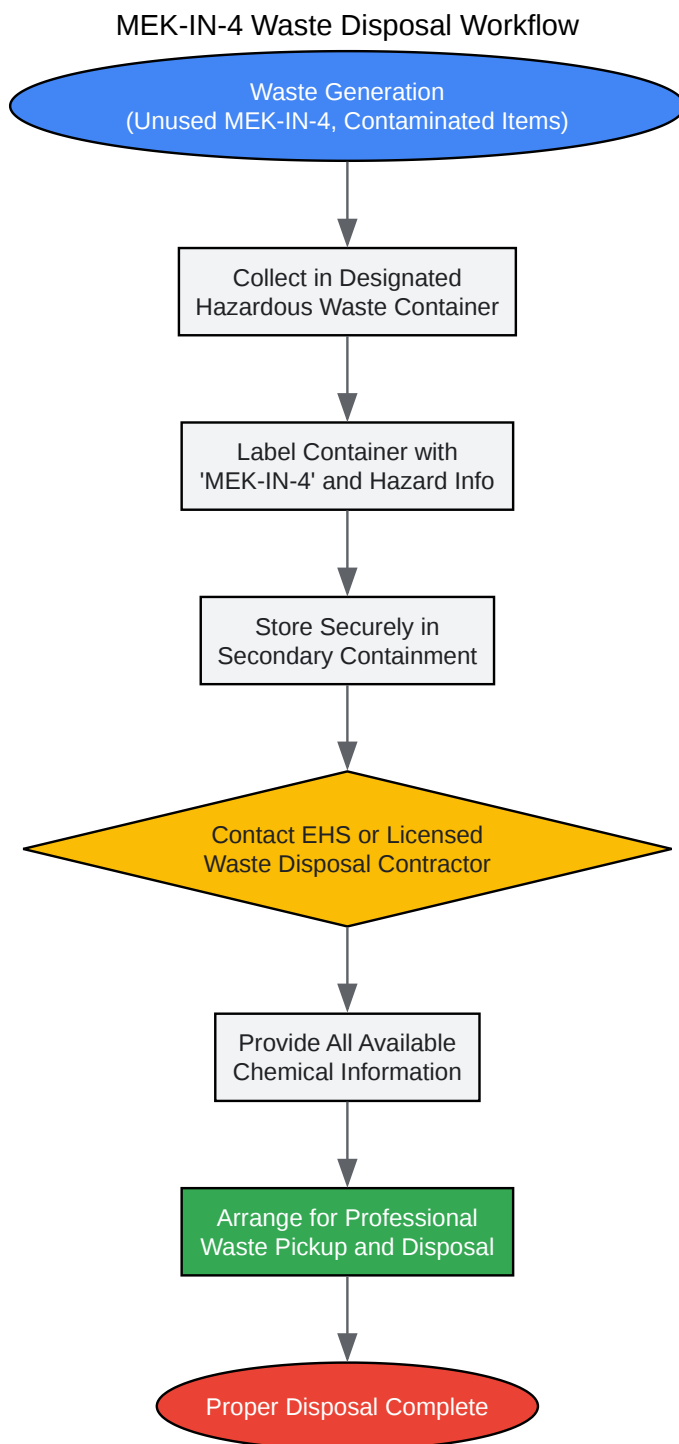 MEK-IN-4 Waste Disposal Workflow
Waste Generation
(Unused MEK-IN-4, Contaminated Items)
Collect in Designated
Hazardous Waste Container
Label Container with
'MEK-IN-4' and Hazard Info
Store Securely in
Secondary Containment
Contact EHS or Licensed
Waste Disposal Contractor
Provide All Available
Chemical Information
Arrange for Professional
Waste Pickup and Disposal
Proper Disposal Complete